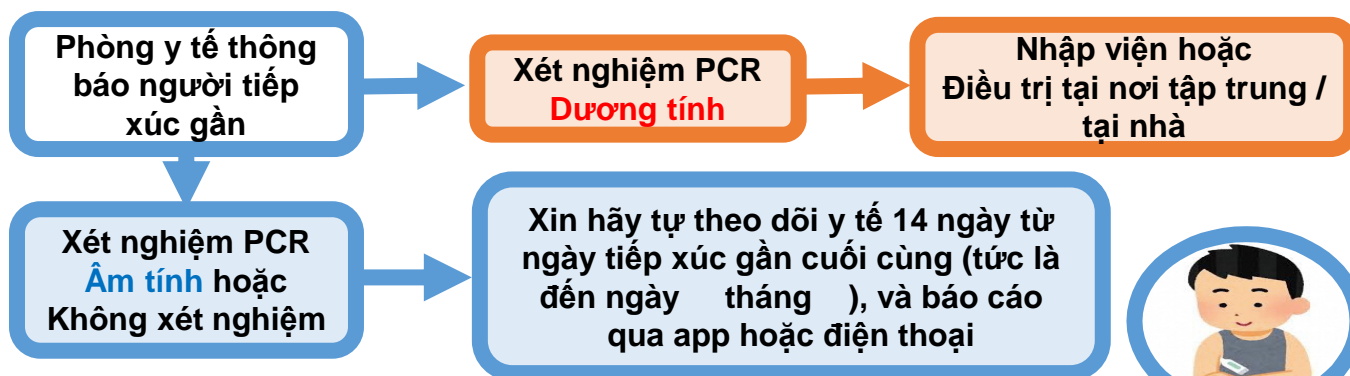 Phòng y tế thông
báo người tiếp
xúc gần
Xét nghiệm PCR
Dương tính
Nhập viện hoặc
Điều trị tại nơi tập trung /
tại nhà
Xét nghiệm PCR
Âm tính hoặc
Không xét nghiệm
Xin hãy tự theo dõi y tế 14 ngày từ
ngày tiếp xúc gần cuối cùng (tức là
đến ngày    tháng   ), và báo cáo
qua app hoặc điện thoại